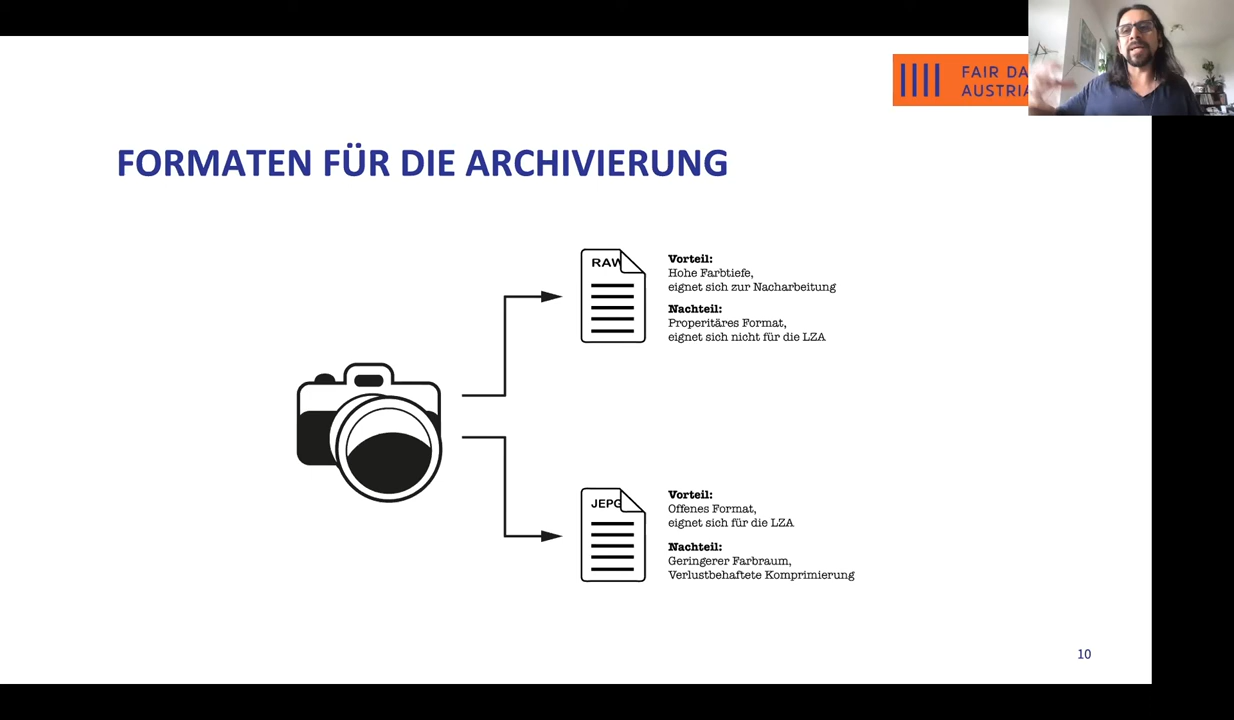 FAIR DA
AUSTRIA
FORMATEN FÜR DIE ARCHIVIERUNG
RAW
Vorteil:
Hohe Farbtiefe,
eignet sich zur Nacharbeitung
Nachteil:
Properitäres Format,
eignet sich nicht für die LZA
JEPG
Vorteil:
Offenes Format,
eignet sich für die LZA
Nachteil:
Geringerer Farbraum,
Verlustbehaftete Komprimierung
10